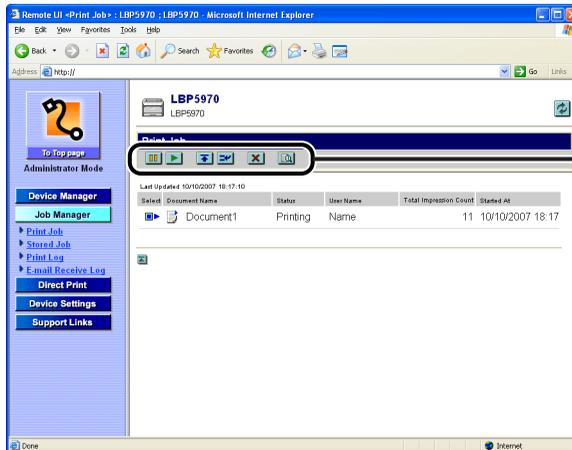 Remote UI <Print Job> : LBP5970 ; LBP5970 - Microsoft Internet Explorer
File Edit View Favorites Tools Help
Back Search Favorites
Address http:// Go Links
LBP5970
LBP5970
To Top page
Administrator Mode
Print Job
Device Manager
Job Manager
Print Job
Stored Job
Print Log
E-mail Receive Log
Direct Print
Device Settings
Support Links
Last Updated 10/10/2007 18:17:10
Select Document Name Status User Name Total Impression Count Started At
Document1 Printing Name 11 10/10/2007 18:17
Done Internet